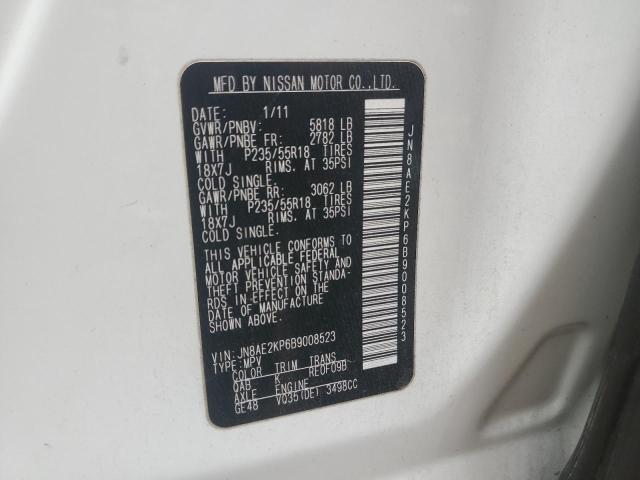 MFD BY NISSAN MOTOR CO.,LTD.
DATE: 1/11
GVWR/PNBV: 5818 LB
GAWR/PNBE FR: 2782 LB
WITH P235/55R18 TIRES
18X7J RIMS. AT 35PSI
COLD SINGLE.
GAWR/PNBE RR: 3062 LB
WITH P235/55R18 TIRES
18X7J RIMS. AT 35PSI
COLD SINGLE.
THIS VEHICLE CONFORMS TO
ALL APPLICABLE FEDERAL
MOTOR VEHICLE SAFETY AND
THEFT PREVENTION STANDA-
RDS IN EFFECT ON THE
DATE OF MANUFACTURE
SHOWN ABOVE.
VIN: JN8AE2KP6B9008523
TYPE: MPV
COLOR TRIM TRANS
QAB K RE0F09B
AXLE ENGINE
GE48 VQ35(DE) 3498CC
JN8AE2KP6B9008523